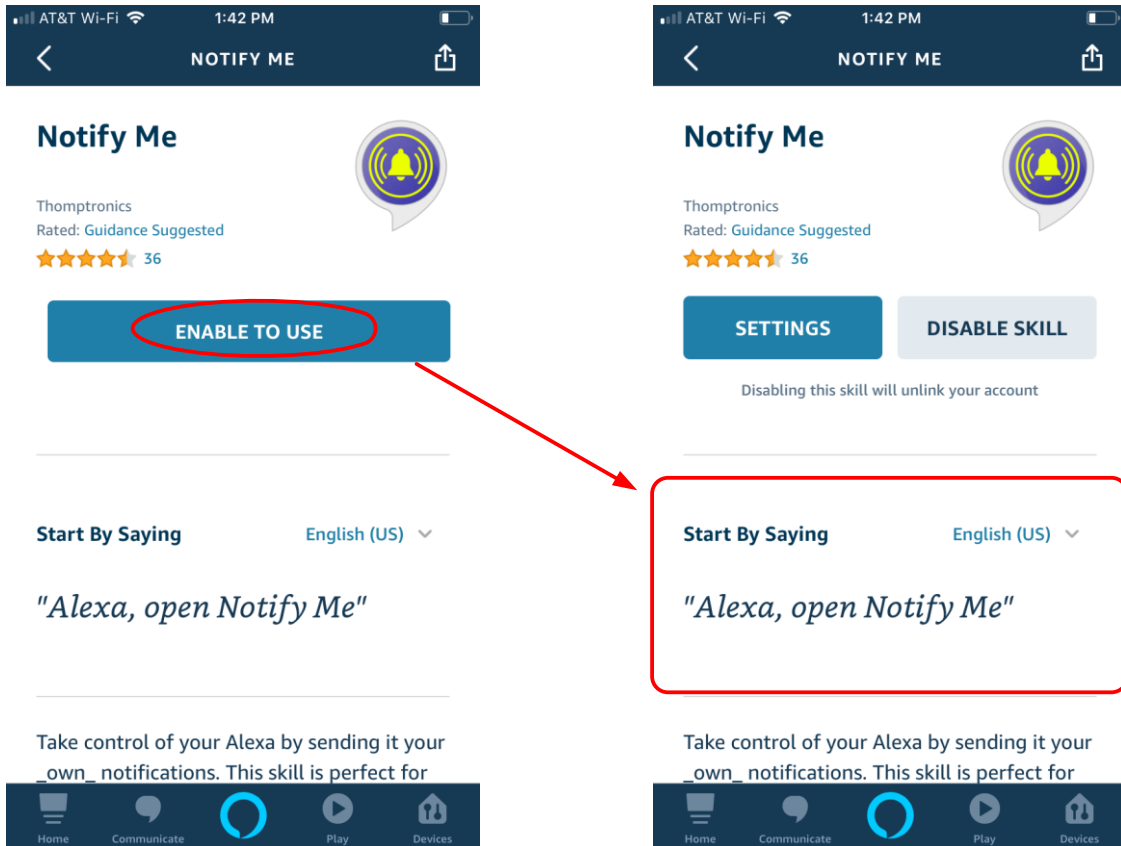 AT&T Wi-Fi 1:42 PM
NOTIFY ME
Notify Me
Thomptronics
Rated: Guidance Suggested
36
ENABLE TO USE
Start By Saying English (US)
"Alexa, open Notify Me"
Take control of your Alexa by sending it your
_own_ notifications. This skill is perfect for
Home Communicate Play Devices
AT&T Wi-Fi 1:42 PM
NOTIFY ME
Notify Me
Thomptronics
Rated: Guidance Suggested
36
SETTINGS DISABLE SKILL
Disabling this skill will unlink your account
Start By Saying English (US)
"Alexa, open Notify Me"
Take control of your Alexa by sending it your
_own_ notifications. This skill is perfect for
Home Communicate Play Devices